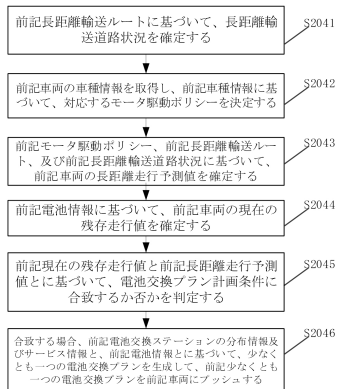 前記長距離輸送ルートに基づいて、長距離輸
送道路状況を確定する
S2041
前記車両の車種情報を取得し、前記車種情報に基
づいて、対応するモータ駆動ポリシーを決定する
S2042
前記モータ駆動ポリシー、前記長距離輸送ルー
ト、及び前記長距離輸送道路状況に基づいて、
前記車両の長距離走行予測値を確定する
S2043
前記電池情報に基づいて、前記車両の現在の
残存走行値を確定する
S2044
前記現在の残存走行値と前記長距離走行予測
値とに基づいて、電池交換プラン計画条件に
合致するか否かを判定する
S2045
合致する場合、前記電池交換ステーションの分布情報及
びサービス情報と、前記電池情報とに基づいて、少なく
とも一つの電池交換プランを生成して、前記少なくとも
一つの電池交換プランを前記車両にプッシュする
S2046